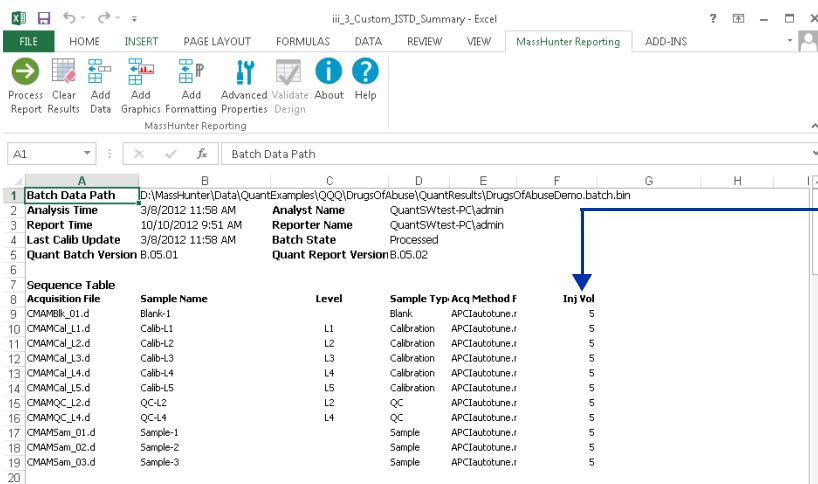 iii_3_Custom_ISTD_Summary - Excel
FILE HOME INSERT PAGE LAYOUT FORMULAS DATA REVIEW VIEW MassHunter Reporting ADD-INS
Process Report Clear Results Add Data Add Graphics Add Formatting Advanced Properties Validate Design About Help
MassHunter Reporting
A1 fx Batch Data Path
A B C D E F G H I
1 Batch Data Path D:\MassHunter\Data\QuantExamples\QQQ\DrugsOfAbuse\QuantResults\DrugsOfAbuseDemo.batch.bin
2 Analysis Time 3/8/2012 11:58 AM Analyst Name QuantSWtest-PC\admin
3 Report Time 10/10/2012 9:51 AM Reporter Name QuantSWtest-PC\admin
4 Last Calib Update 3/8/2012 11:58 AM Batch State Processed
5 Quant Batch Version B.05.01 Quant Report Version B.05.02
6
7 Sequence Table
8 Acquisition File Sample Name Level Sample Typ Acq Method F Inj Vol
9 CMAMBlk_01.d Blank-1 Blank APCIautotune.r 5
10 CMAMCal_L1.d Calib-L1 L1 Calibration APCIautotune.r 5
11 CMAMCal_L2.d Calib-L2 L2 Calibration APCIautotune.r 5
12 CMAMCal_L3.d Calib-L3 L3 Calibration APCIautotune.r 5
13 CMAMCal_L4.d Calib-L4 L4 Calibration APCIautotune.r 5
14 CMAMCal_L5.d Calib-L5 L5 Calibration APCIautotune.r 5
15 CMAMQC_L2.d QC-L2 L2 QC APCIautotune.r 5
16 CMAMQC_L4.d QC-L4 L4 QC APCIautotune.r 5
17 CMAMSam_01.d Sample-1 Sample APCIautotune.r 5
18 CMAMSam_02.d Sample-2 Sample APCIautotune.r 5
19 CMAMSam_03.d Sample-3 Sample APCIautotune.r 5
20